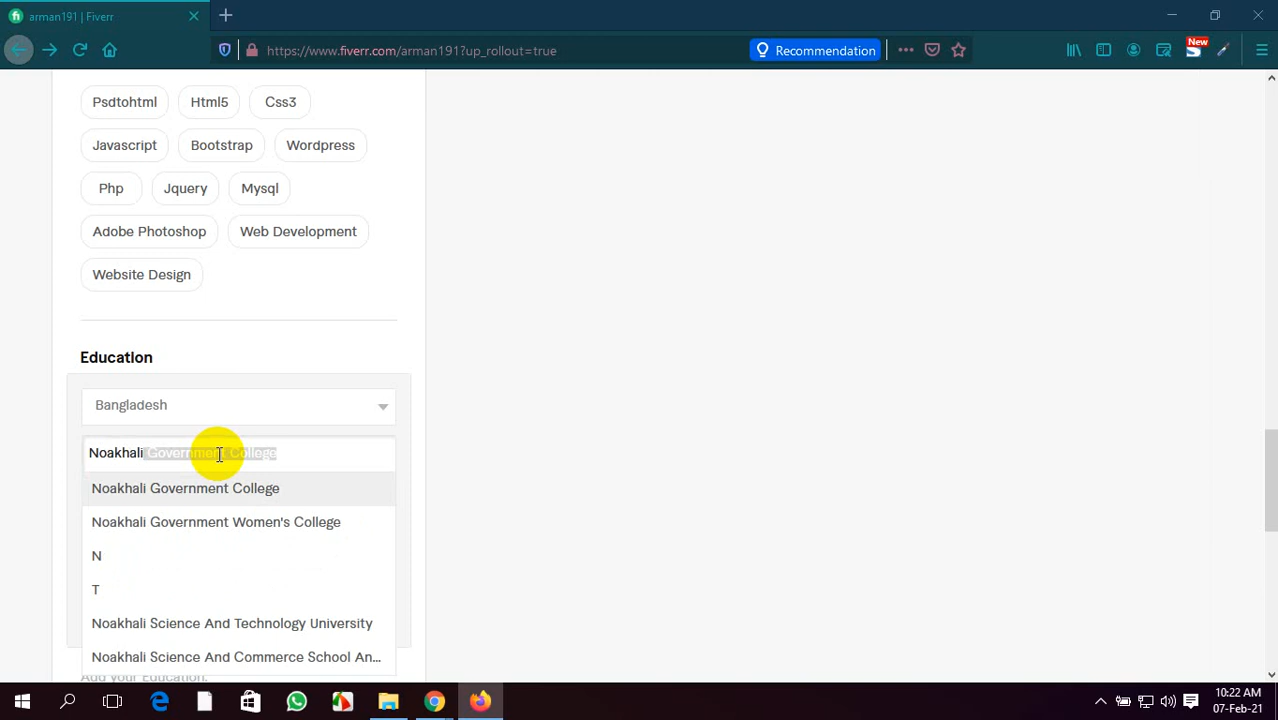 arman191 | Fiverr
https://www.fiverr.com/arman191?up_rollout=true
Recommendation
New
Psdtohtml Html5 Css3
Javascript Bootstrap Wordpress
Php Jquery Mysql
Adobe Photoshop Web Development
Website Design
Education
Bangladesh
Noakhali Government College
Noakhali Government College
Noakhali Government Women's College
N
T
Noakhali Science And Technology University
Noakhali Science And Commerce School An...
Add your Education.
10:22 AM
07-Feb-21